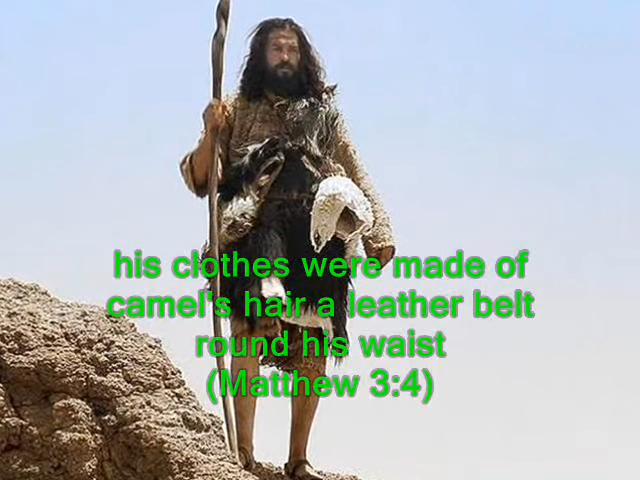 his clothes were made of
camel's hair a leather belt
round his waist
(Matthew 3:4)